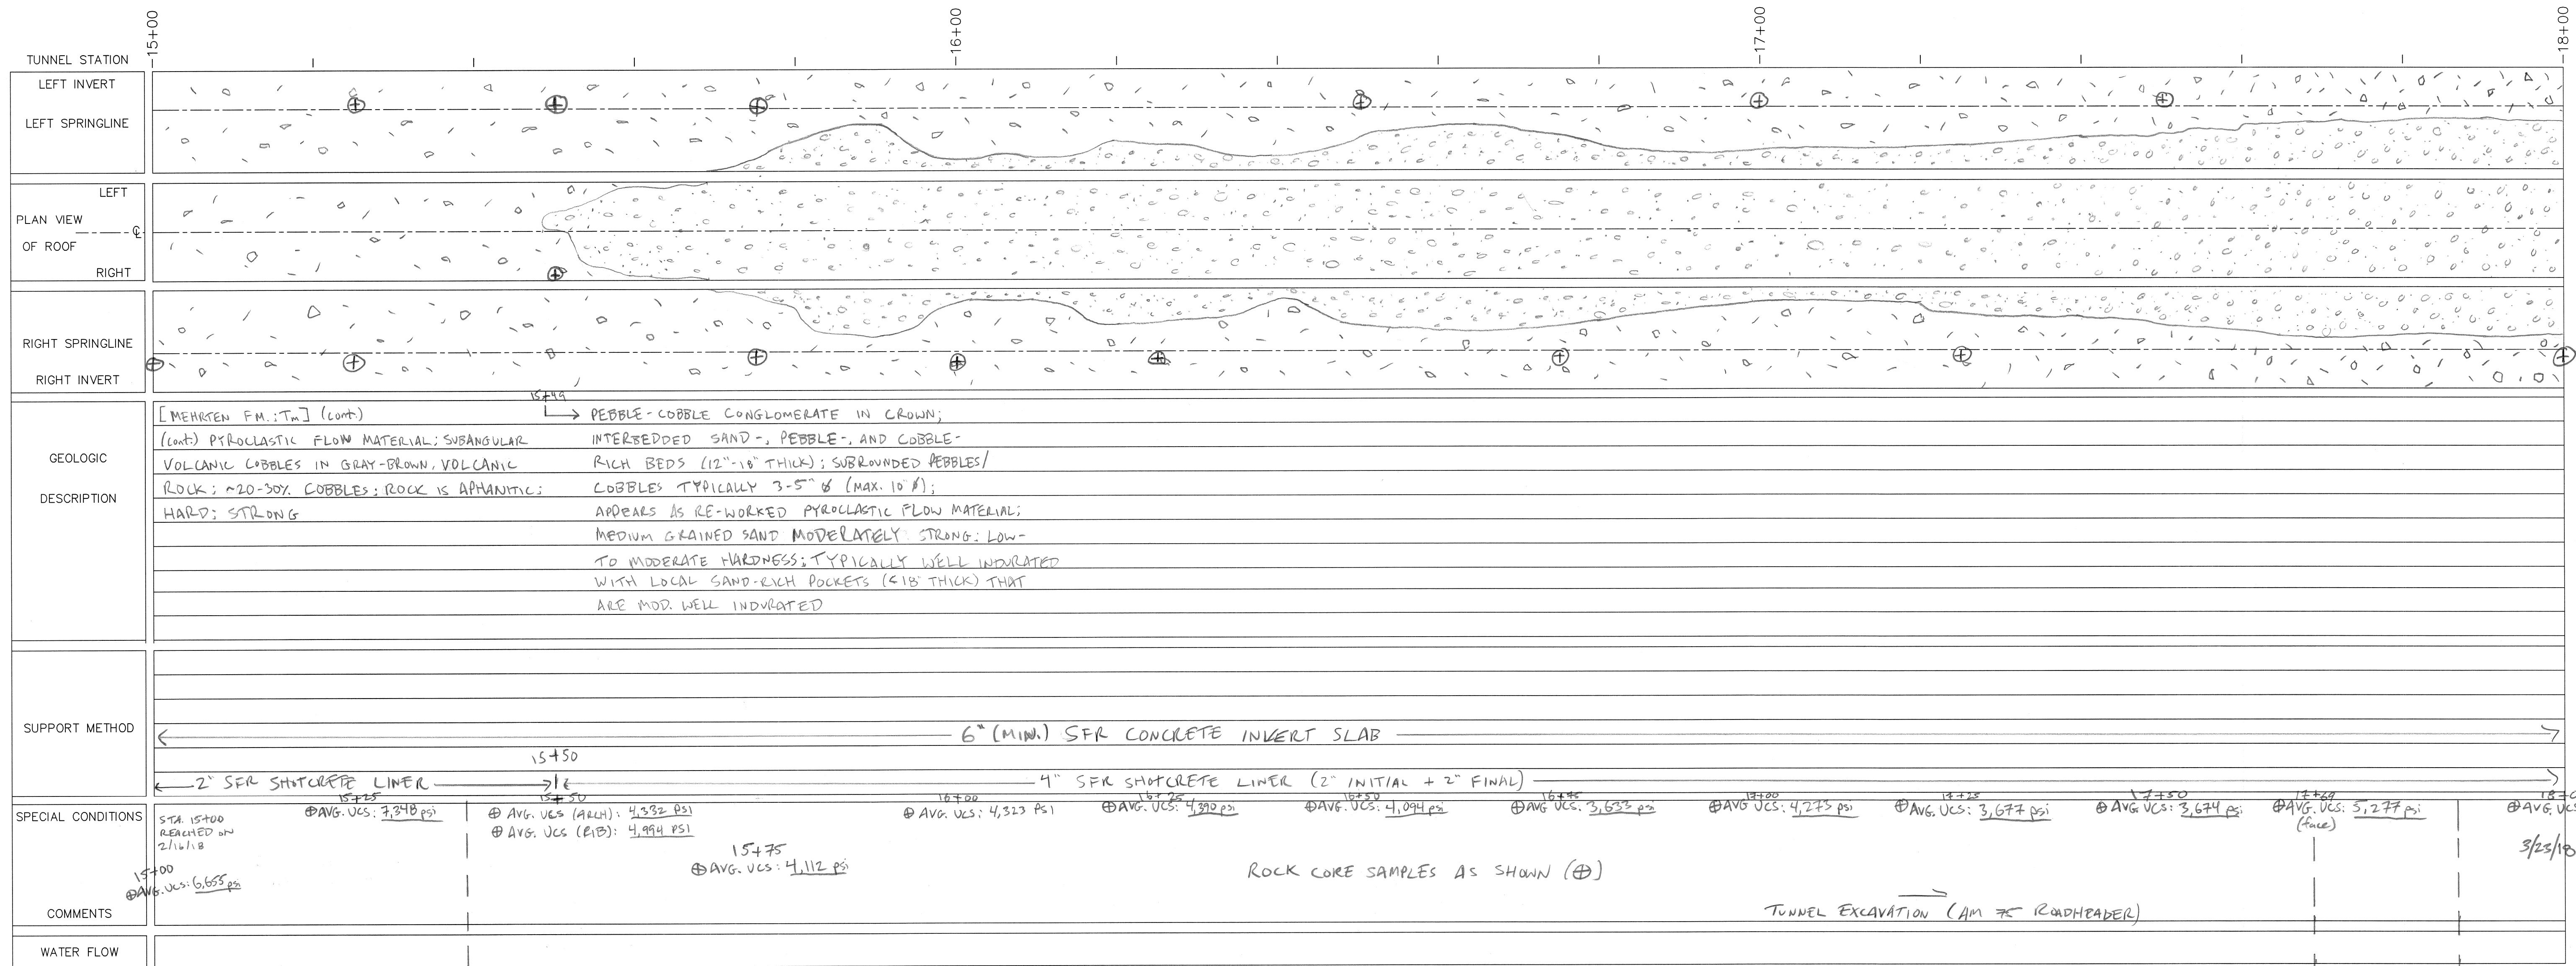 15+00
16+00
17+00
18+00
TUNNEL STATION
LEFT INVERT
LEFT SPRINGLINE
LEFT
PLAN VIEW
℄
OF ROOF
RIGHT
RIGHT SPRINGLINE
RIGHT INVERT
GEOLOGIC
DESCRIPTION
[MEHRTEN FM.; Tm] (cont.)
(cont.) PYROCLASTIC FLOW MATERIAL; SUBANGULAR
VOLCANIC COBBLES IN GRAY-BROWN, VOLCANIC
ROCK; ~20-30% COBBLES; ROCK IS APHANITIC;
HARD; STRONG
15+49
PEBBLE-COBBLE CONGLOMERATE IN CROWN;
INTERBEDDED SAND-, PEBBLE-, AND COBBLE-
RICH BEDS (12"-18" THICK); SUBROUNDED PEBBLES/
COBBLES TYPICALLY 3-5" Ø (MAX. 10" Ø);
APPEARS AS RE-WORKED PYROCLASTIC FLOW MATERIAL;
MEDIUM GRAINED SAND MODERATELY STRONG; LOW-
TO MODERATE HARDNESS; TYPICALLY WELL INDURATED
WITH LOCAL SAND-RICH POCKETS (<18" THICK) THAT
ARE MOD. WELL INDURATED
SUPPORT METHOD
6" (MIN.) SFR CONCRETE INVERT SLAB
15+50
2" SFR SHOTCRETE LINER
4" SFR SHOTCRETE LINER (2" INITIAL + 2" FINAL)
SPECIAL CONDITIONS
COMMENTS
STA. 15+00
REACHED ON
2/16/18
15+00
⊕AVG. UCS: 6,655 psi
15+25
⊕AVG. UCS: 7,348 psi
15+50
⊕ AVG. UCS (ARCH): 4,332 PSI
⊕ AVG. UCS (RIB): 4,994 PSI
15+75
⊕AVG. UCS: 4,112 psi
16+00
⊕AVG. UCS: 4,323 PSI
16+25
⊕AVG. UCS: 4,390 psi
16+50
⊕AVG. UCS: 4,094 psi
16+75
⊕AVG. UCS: 3,633 psi
17+00
⊕AVG UCS: 4,273 psi
17+25
⊕AVG. UCS: 3,677 psi
17+50
⊕AVG. UCS: 3,674 psi
17+69
⊕AVG. UCS: 5,277 psi
(face)
⊕AVG.
3/23/18
ROCK CORE SAMPLES AS SHOWN (⊕)
TUNNEL EXCAVATION (AM 75 ROADHEADER)
WATER FLOW